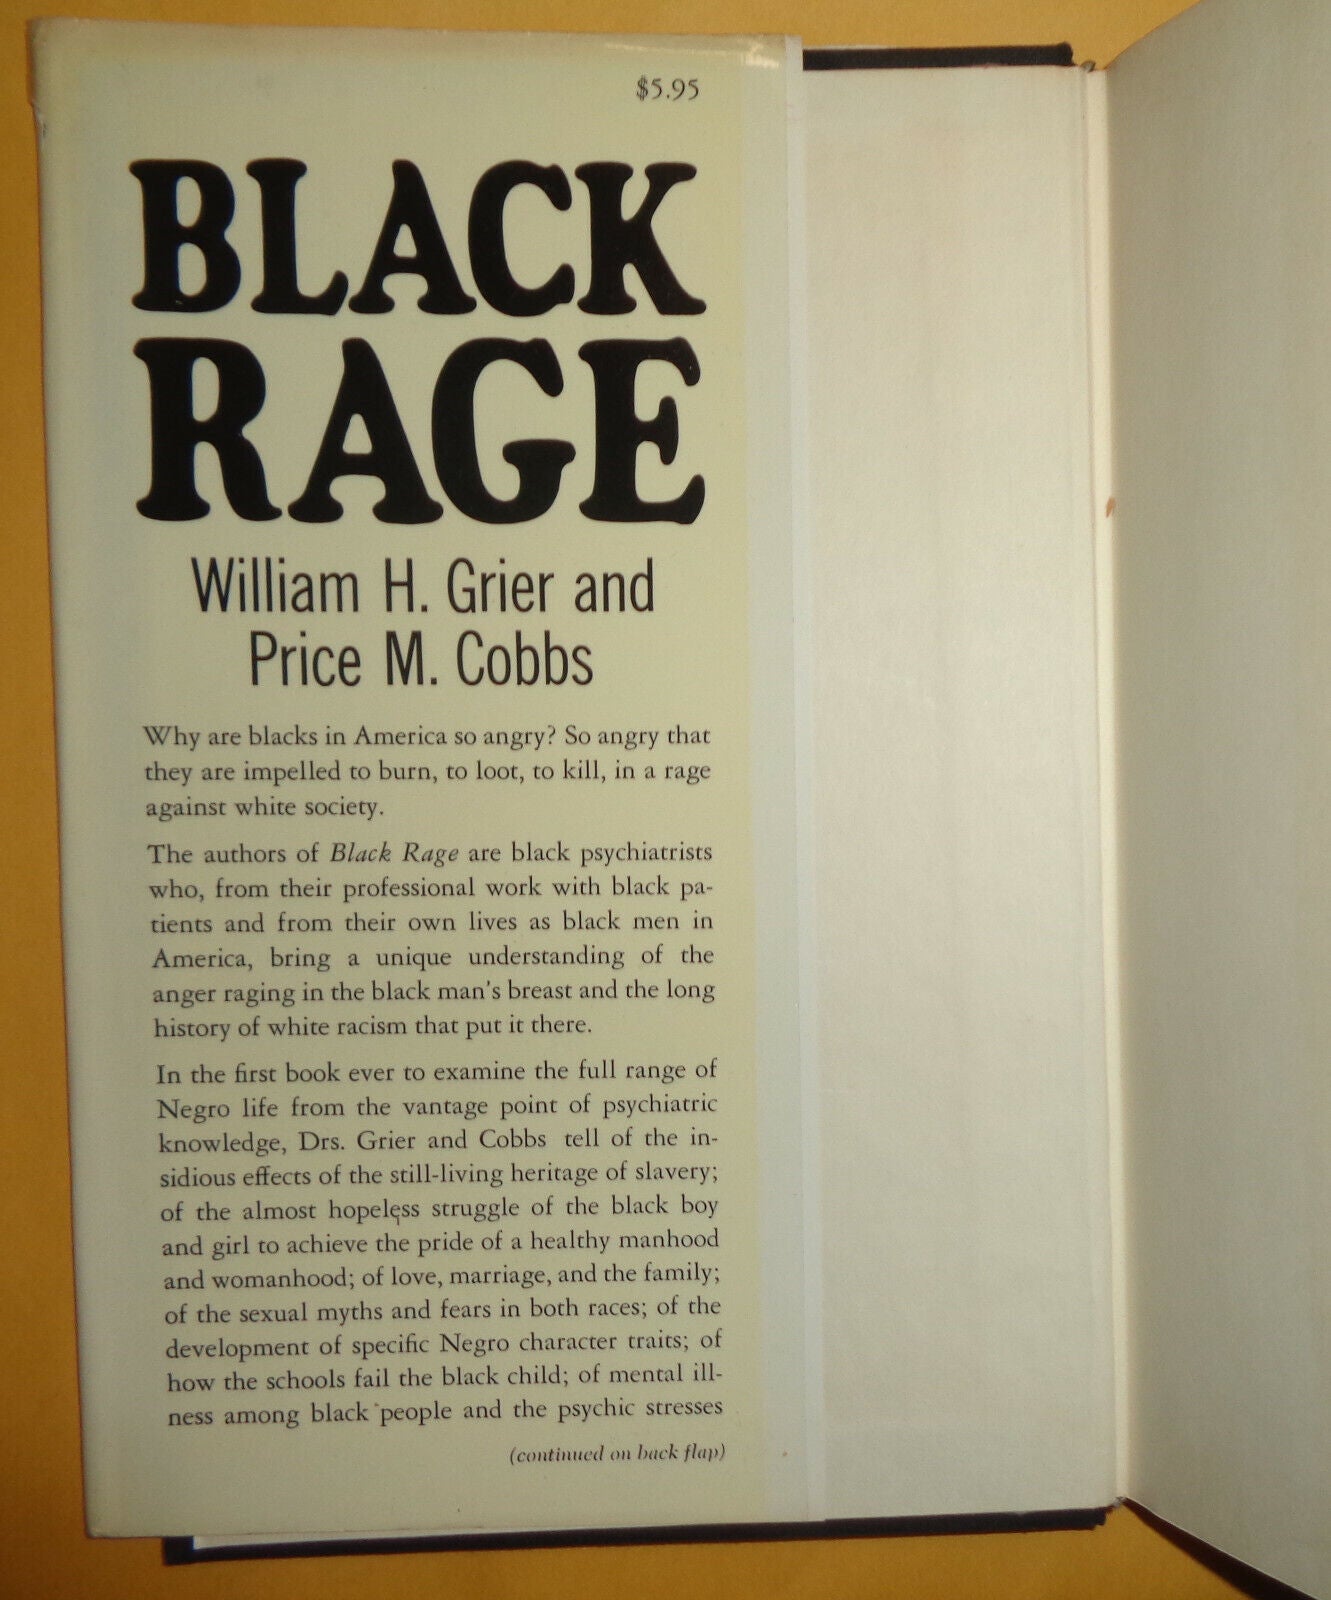 $5.95
BLACK
RAGE
William H. Grier and
Price M. Cobbs
Why are blacks in America so angry? So angry that
they are impelled to burn, to loot, to kill, in a rage
against white society.
The authors of Black Rage are black psychiatrists
who, from their professional work with black pa-
tients and from their own lives as black men in
America, bring a unique understanding of the
anger raging in the black man's breast and the long
history of white racism that put it there.
In the first book ever to examine the full range of
Negro life from the vantage point of psychiatric
knowledge, Drs. Grier and Cobbs tell of the in-
sidious effects of the still-living heritage of slavery;
of the almost hopeless struggle of the black boy
and girl to achieve the pride of a healthy manhood
and womanhood; of love, marriage, and the family;
of the sexual myths and fears in both races; of the
development of specific Negro character traits; of
how the schools fail the black child; of mental ill-
ness among black people and the psychic stresses
(continued on back flap)